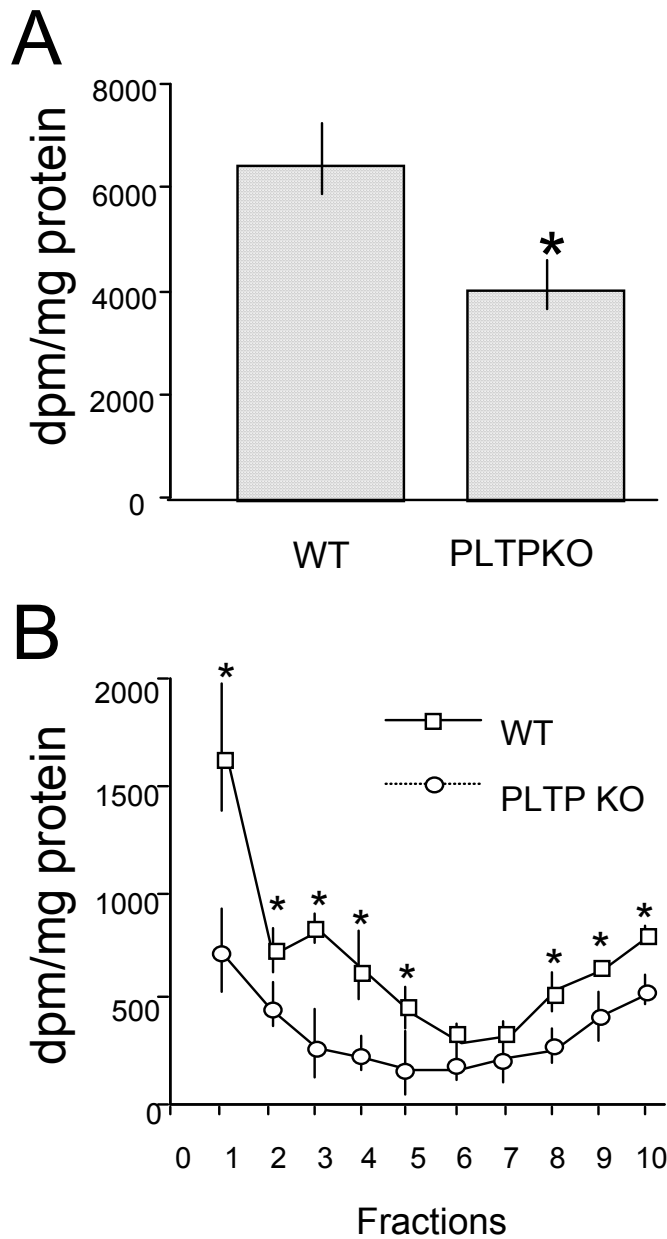 A
dpm/mg protein
8000
6000
*
4000
2000
0
WT PLTPKO
B
dpm/mg protein
2000
1500
1000
500
0
WT
PLTP KO
* * * * * * * *
0 1 2 3 4 5 6 7 8 9 10
Fractions